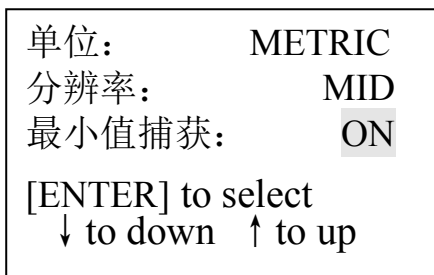 单位： METRIC
分辨率： MID
最小值捕获： ON
[ENTER] to select
↓ to down ↑ to up